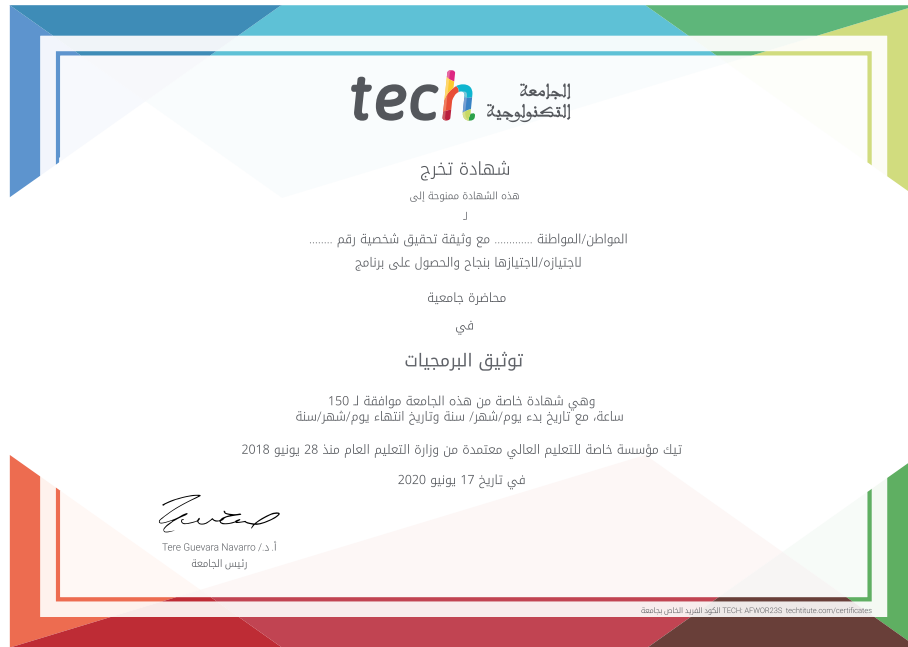 tech الجامعة
التكنولوجية
شهادة تخرج
هذه الشهادة ممنوحة إلى
لـ
المواطن/المواطنة ............. مع وثيقة تحقيق شخصية رقم ........
لاجتيازه/لاجتيازها بنجاح والحصول على برنامج
محاضرة جامعية
في
توثيق البرمجيات
وهي شهادة خاصة من هذه الجامعة موافقة لـ 150
ساعة، مع تاريخ بدء يوم/شهر/ سنة وتاريخ انتهاء يوم/شهر/سنة
تيك مؤسسة خاصة للتعليم العالي معتمدة من وزارة التعليم العام منذ 28 يونيو 2018
في تاريخ 17 يونيو 2020
أ. د./ Tere Guevara Navarro
رئيس الجامعة
الكود الفريد الخاص بجامعة TECH: AFWOR23S techtitute.com/certificates